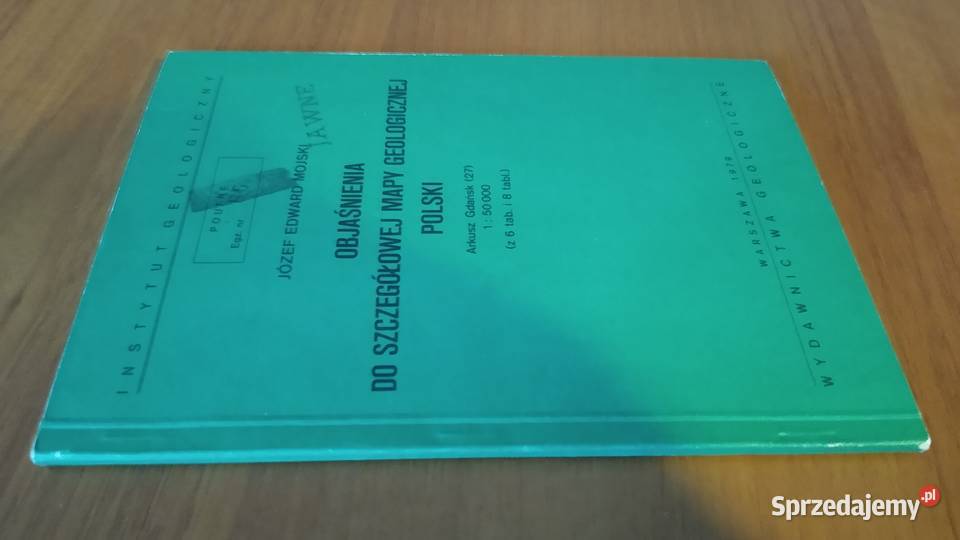 INSTYTUT GEOLOGICZNY
POUFNE
Egz. nr
JÓZEF EDWARD MOJSKI
JAWNE
OBJAŚNIENIA
DO SZCZEGÓŁOWEJ MAPY GEOLOGICZNEJ
POLSKI
Arkusz Gdańsk (27)
1 : 50 000
(z 6 tab. i 8 tabl.)
WARSZAWA 1979
WYDAWNICTWA GEOLOGICZNE
Sprzedajemy.pl